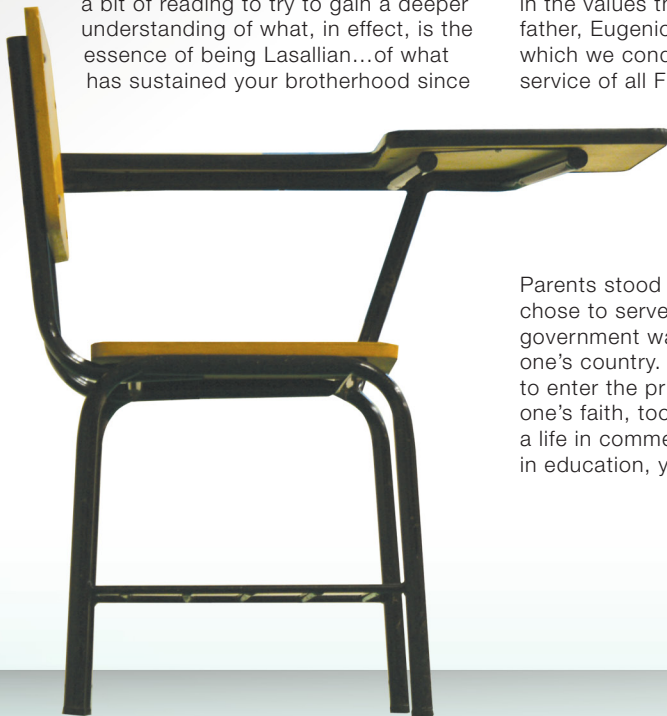 a bit of reading to try to gain a deeper
understanding of what, in effect, is the
essence of being Lasallian…of what
has sustained your brotherhood since
in the values
father, Eugenio
which we
service of all
Parents stood
chose to serve
government
one’s country.
to enter the
one’s faith,
a life in
in education,